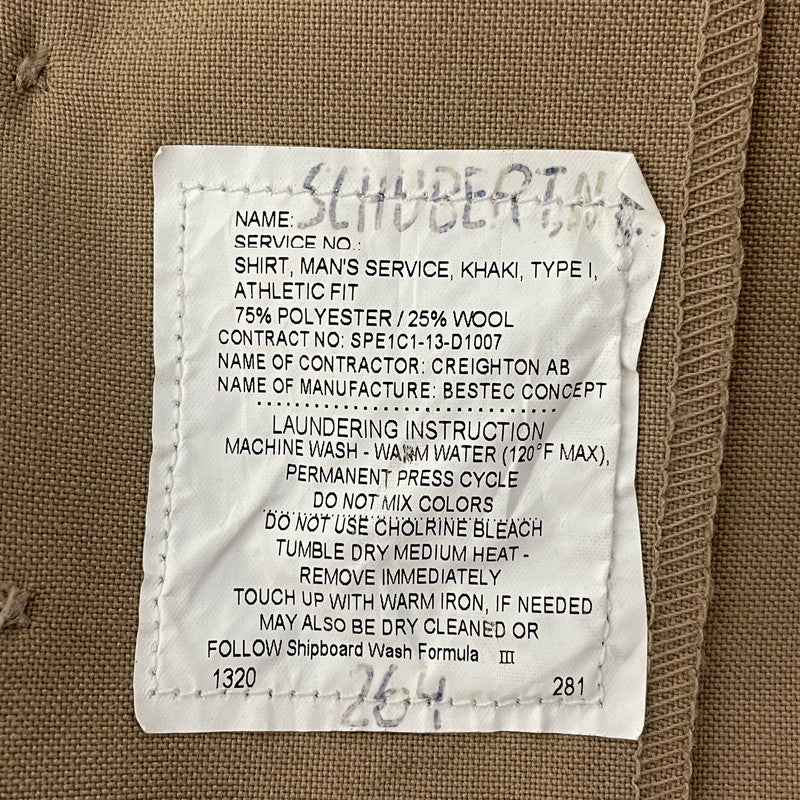 NAME: SCHUBERT, N
SERVICE NO.:
SHIRT, MAN'S SERVICE, KHAKI, TYPE I,
ATHLETIC FIT
75% POLYESTER / 25% WOOL
CONTRACT NO: SPE1C1-13-D1007
NAME OF CONTRACTOR: CREIGHTON AB
NAME OF MANUFACTURE: BESTEC CONCEPT
LAUNDERING INSTRUCTION
MACHINE WASH - WARM WATER (120°F MAX),
PERMANENT PRESS CYCLE
DO NOT MIX COLORS
DO NOT USE CHOLRINE BLEACH
TUMBLE DRY MEDIUM HEAT -
REMOVE IMMEDIATELY
TOUCH UP WITH WARM IRON, IF NEEDED
MAY ALSO BE DRY CLEANED OR
FOLLOW Shipboard Wash Formula III
1320 264 281